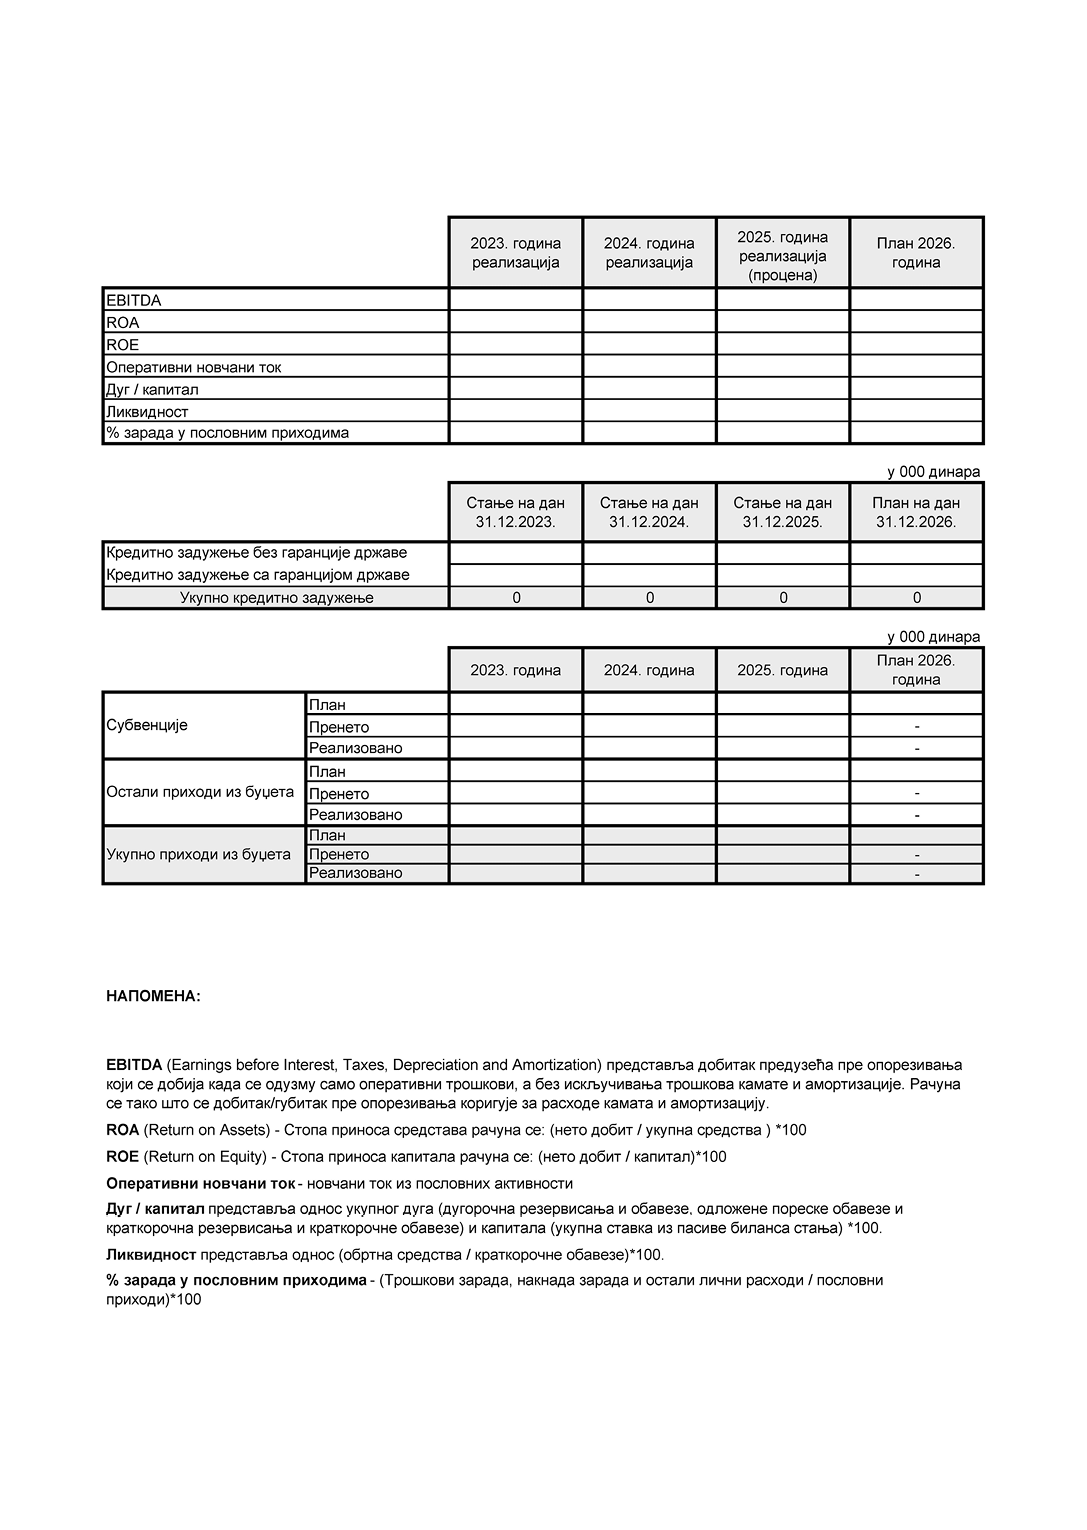 2023. година 2024. година 2025. година План 2026.
реализација реализација реализација година
(процена)
EBITDA
ROA
ROE
Оперативни новчани ток
Дуг / капитал
Ликвидност
% зарада у пословним приходима
у 000 динара
Стање на дан Стање на дан Стање на дан План на дан
31.12.2023. 31.12.2024. 31.12.2025. 31.12.2026.
Кредитно задужење без гаранције државе
Кредитно задужење са гаранцијом државе
Укупно кредитно задужење 0 0 0 0
у 000 динара
2023. година 2024. година 2025. година План 2026.
година
Субвенције План
Пренето -
Реализовано -
Остали приходи из буџета План
Пренето -
Реализовано -
Укупно приходи из буџета План
Пренето -
Реализовано -
НАПОМЕНА:
EBITDA (Earnings before Interest, Taxes, Depreciation and Amortization) представља добитак предузећа пре опорезивања
који се добија када се одузму само оперативни трошкови, а без искључивања трошкова камате и амортизације. Рачуна
се тако што се добитак/губитак пре опорезивања коригује за расходе камата и амортизацију.
ROA (Return on Assets) - Стопа приноса средстава рачуна се: (нето добит / укупна средства ) *100
ROE (Return on Equity) - Стопа приноса капитала рачуна се: (нето добит / капитал)*100
Оперативни новчани ток - новчани ток из пословних активности
Дуг / капитал представља однос укупног дуга (дугорочна резервисања и обавезе, одложене пореске обавезе и
краткорочна резервисања и краткорочне обавезе) и капитала (укупна ставка из пасиве биланса стања) *100.
Ликвидност представља однос (обртна средства / краткорочне обавезе)*100.
% зарада у пословним приходима - (Трошкови зарада, накнада зарада и остали лични расходи / пословни
приходи)*100